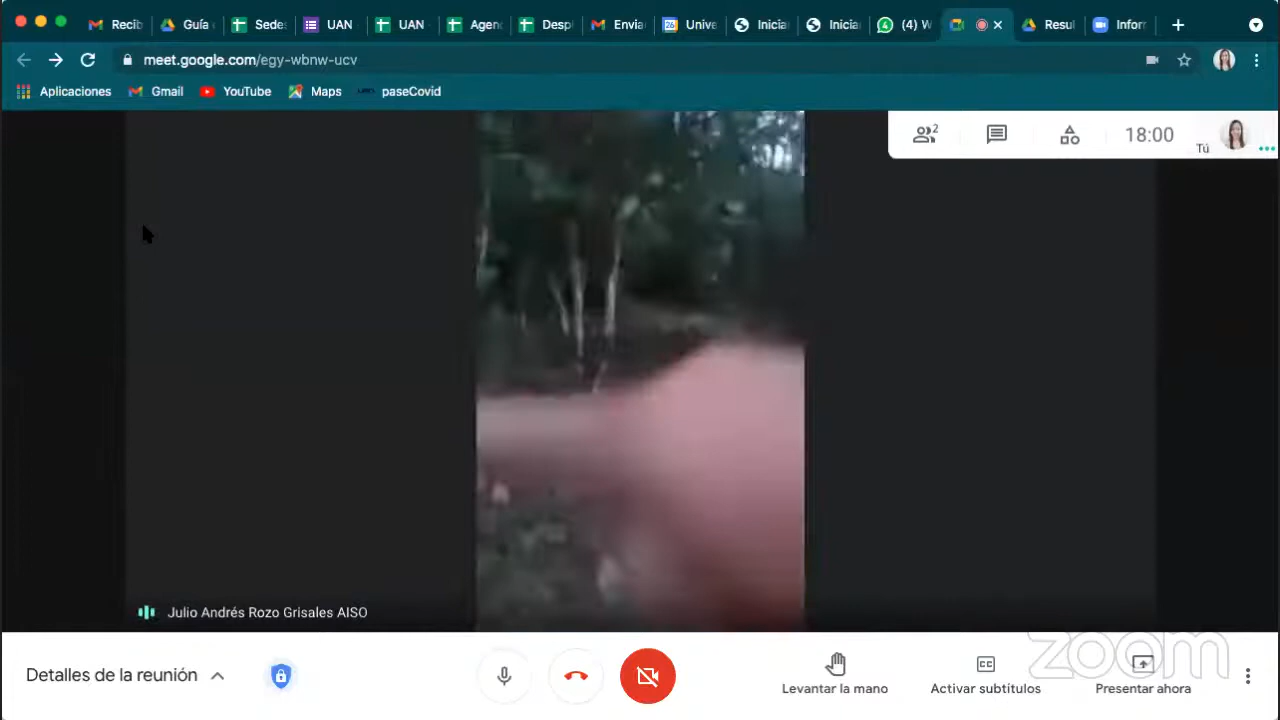 Recib
Guía
Sede
UAN
UAN
Agen
Desp
Envia
Unive
Inicia
Inicia
(4) W
Resul
Inforr
meet.google.com/egy-wbnw-ucv
Aplicaciones
Gmail
YouTube
Maps
paseCovid
2
18:00
Tú
Julio Andrés Rozo Grisales AISO
Detalles de la reunión
Levantar la mano
Activar subtítulos
Presentar ahora
zoom